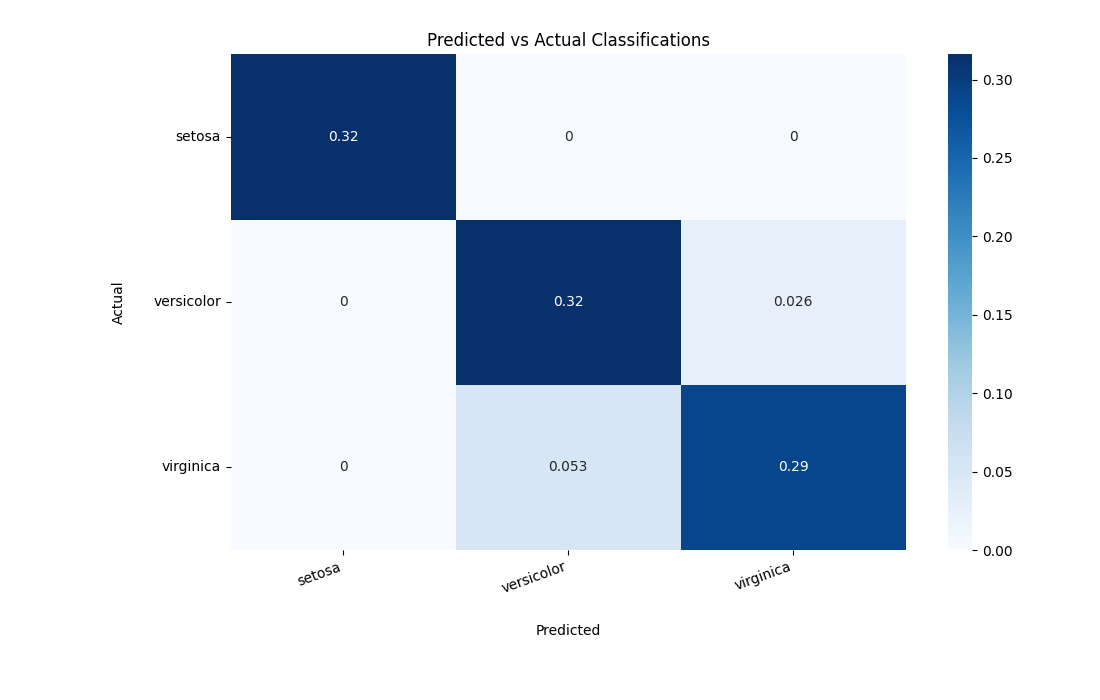 Predicted vs Actual Classifications
setosa
0.32
0
0
versicolor
0
0.32
0.026
virginica
0
0.053
0.29
Actual
setosa
versicolor
virginica
Predicted
0.30
0.25
0.20
0.15
0.10
0.05
0.00